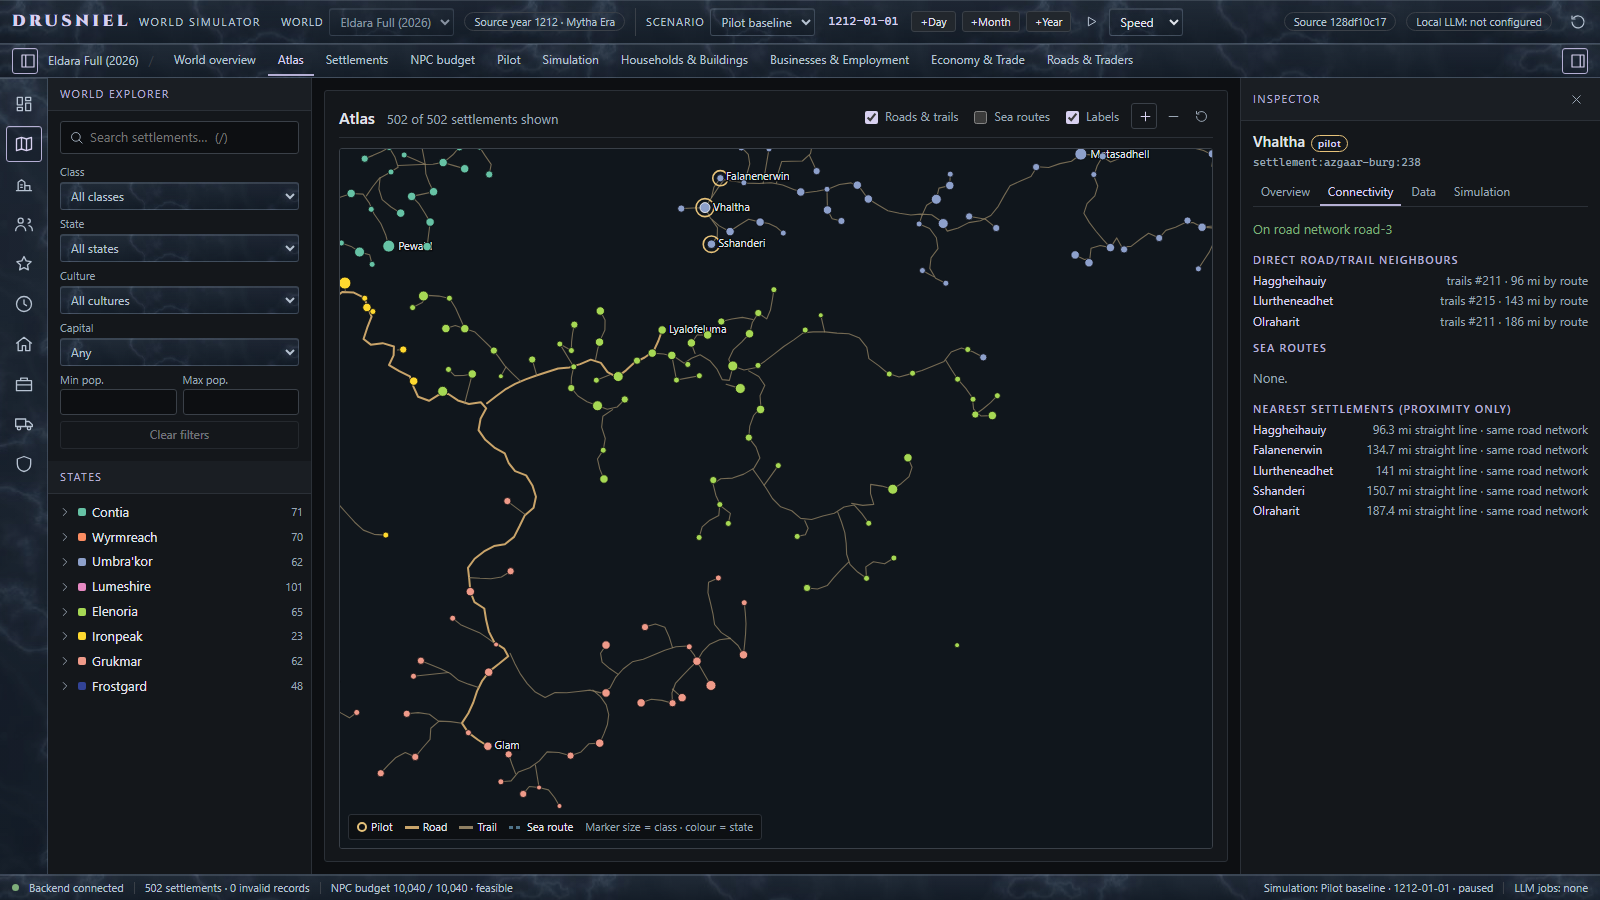 DRUSNIEL WORLD SIMULATOR WORLD Eldara Full (2026) Source year 1212 · Mytha Era SCENARIO Pilot baseline 1212-01-01 +Day +Month +Year Speed Source 128df10c17 Local LLM: not configured
Eldara Full (2026) / World overview Atlas Settlements NPC budget Pilot Simulation Households & Buildings Businesses & Employment Economy & Trade Roads & Traders
WORLD EXPLORER
Search settlements... (/)
Class
All classes
State
All states
Culture
All cultures
Capital
Any
Min pop. Max pop.
Clear filters
STATES
Contia 71
Wyrmreach 70
Umbra'kor 62
Lumeshire 101
Elenoria 65
Ironpeak 23
Grukmar 62
Frostgard 48
Atlas 502 of 502 settlements shown Roads & trails Sea routes Labels
Matasadhell
Falanenerwin
Vhaltha
Sshanderi
Lyalofeluma
Glam
Pilot Road Trail Sea route Marker size = class · colour = state
INSPECTOR
Vhaltha pilot
settlement:azgaar-burg:238
Overview Connectivity Data Simulation
On road network road-3
DIRECT ROAD/TRAIL NEIGHBOURS
Haggheihauiy trails #211 · 96 mi by route
Llurtheneadhet trails #215 · 143 mi by route
Olraharit trails #211 · 186 mi by route
SEA ROUTES
None.
NEAREST SETTLEMENTS (PROXIMITY ONLY)
Haggheihauiy 96.3 mi straight line · same road network
Falanenerwin 134.7 mi straight line · same road network
Llurtheneadhet 141 mi straight line · same road network
Sshanderi 150.7 mi straight line · same road network
Olraharit 187.4 mi straight line · same road network
Backend connected 502 settlements · 0 invalid records NPC budget 10,040 / 10,040 · feasible Simulation: Pilot baseline · 1212-01-01 · paused LLM jobs: none